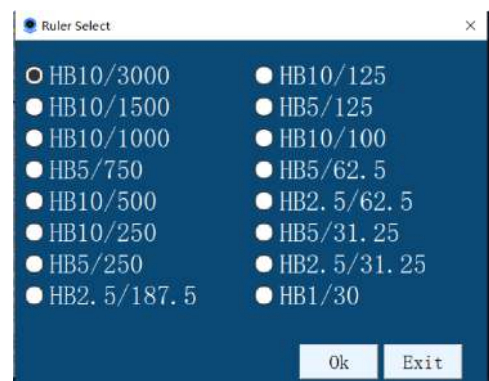 Ruler Select
HB10/3000
HB10/1500
HB10/1000
HB5/750
HB10/500
HB10/250
HB5/250
HB2.5/187.5
HB10/125
HB5/125
HB10/100
HB5/62.5
HB2.5/62.5
HB5/31.25
HB2.5/31.25
HB1/30
Ok
Exit